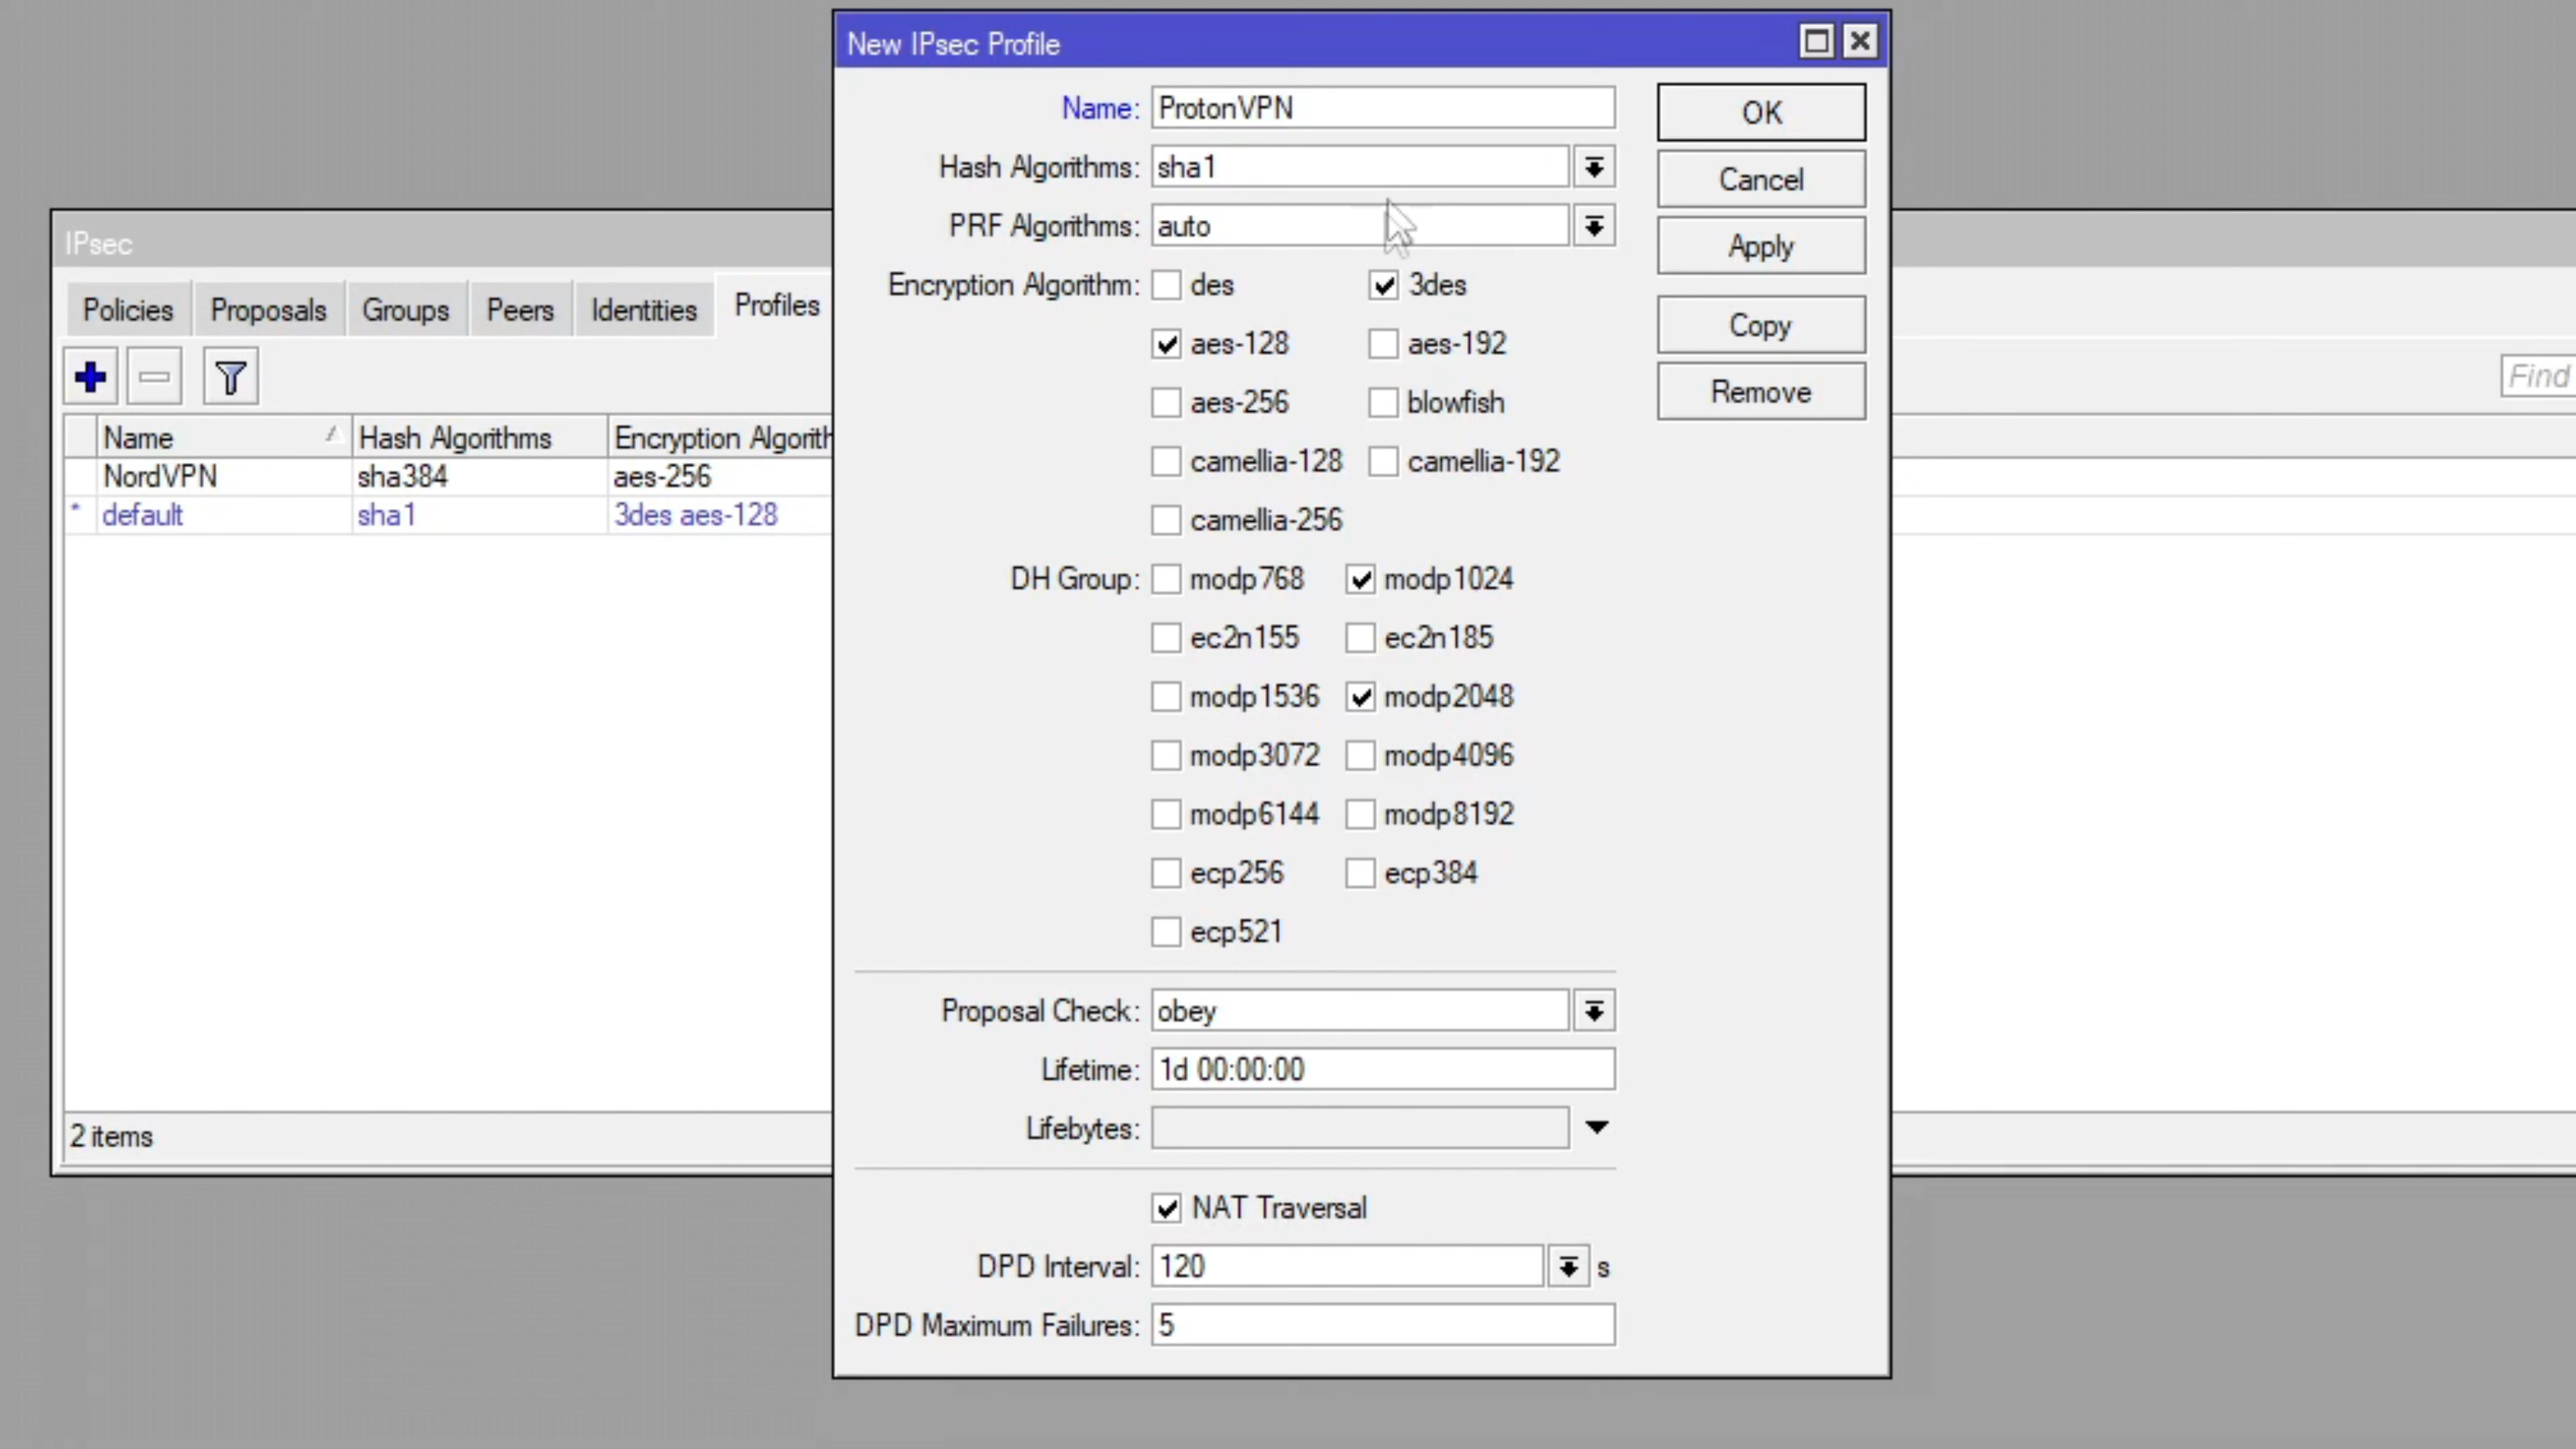 New IPsec Profile
Name: ProtonVPN
OK
Hash Algorithms: sha1
Cancel
PRF Algorithms: auto
Apply
Encryption Algorithm: des 3des
aes-128 aes-192
Copy
aes-256 blowfish
Remove
camellia-128 camellia-192
camellia-256
DH Group: modp768 modp1024
ec2n155 ec2n185
modp1536 modp2048
modp3072 modp4096
modp6144 modp8192
ecp256 ecp384
ecp521
Proposal Check: obey
Lifetime: 1d 00:00:00
Lifebytes:
NAT Traversal
DPD Interval: 120 s
DPD Maximum Failures: 5
IPsec
Policies Proposals Groups Peers Identities Profiles
Find
Name Hash Algorithms Encryption Algorith
NordVPN sha384 aes-256
* default sha1 3des aes-128
2 items